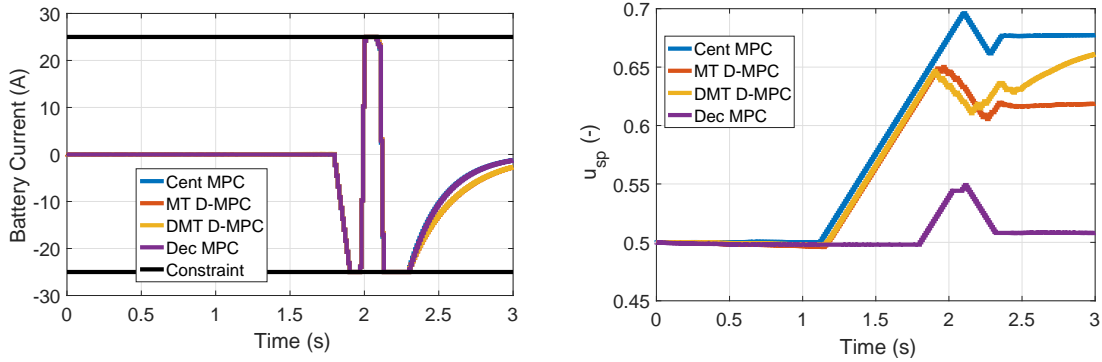 30
20
10
0
-10
-20
-30
Battery Current (A)
Cent MPC
MT D-MPC
DMT D-MPC
Dec MPC
Constraint
0 0.5 1 1.5 2 2.5 3
Time (s)
0.7
0.65
0.6
0.55
0.5
0.45
u_sp (-)
Cent MPC
MT D-MPC
DMT D-MPC
Dec MPC
0 0.5 1 1.5 2 2.5 3
Time (s)